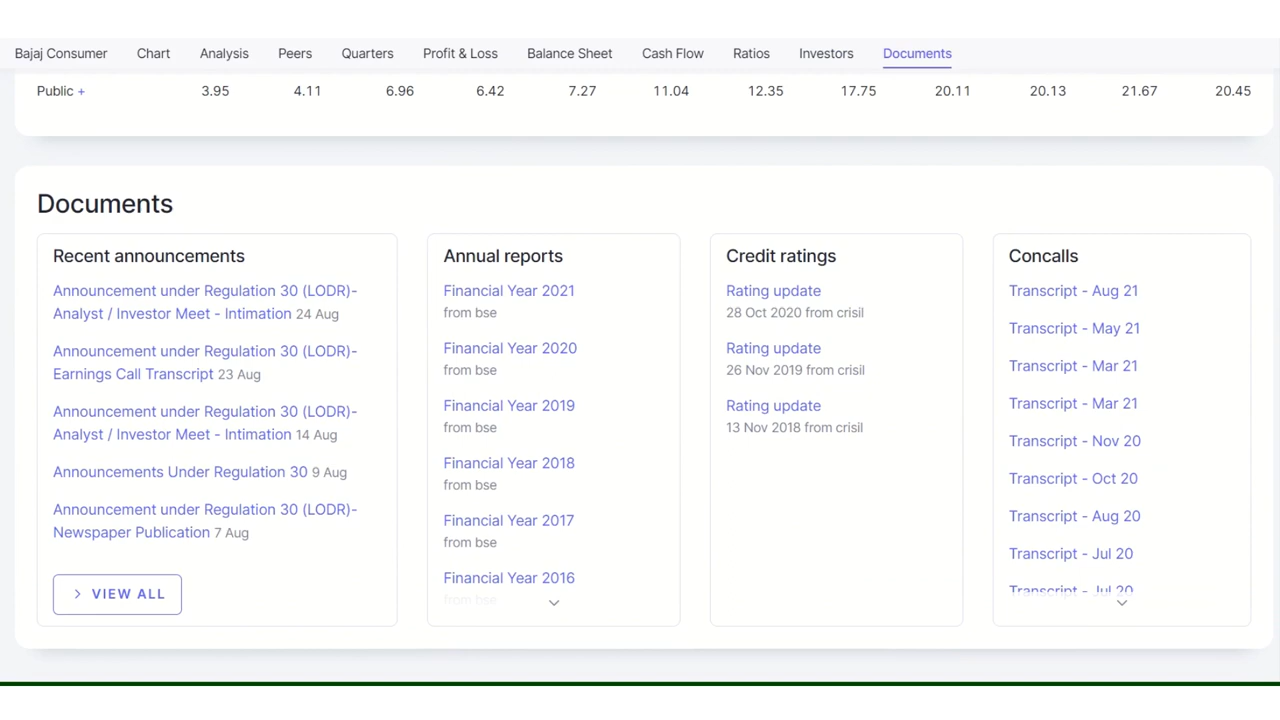 Bajaj Consumer Chart Analysis Peers Quarters Profit & Loss Balance Sheet Cash Flow Ratios Investors Documents
Public + 3.95 4.11 6.96 6.42 7.27 11.04 12.35 17.75 20.11 20.13 21.67 20.45
Documents
Recent announcements
Announcement under Regulation 30 (LODR)-
Analyst / Investor Meet - Intimation 24 Aug
Announcement under Regulation 30 (LODR)-
Earnings Call Transcript 23 Aug
Announcement under Regulation 30 (LODR)-
Analyst / Investor Meet - Intimation 14 Aug
Announcements Under Regulation 30 9 Aug
Announcement under Regulation 30 (LODR)-
Newspaper Publication 7 Aug
VIEW ALL
Annual reports
Financial Year 2021
from bse
Financial Year 2020
from bse
Financial Year 2019
from bse
Financial Year 2018
from bse
Financial Year 2017
from bse
Financial Year 2016
from bse
Credit ratings
Rating update
28 Oct 2020 from crisil
Rating update
26 Nov 2019 from crisil
Rating update
13 Nov 2018 from crisil
Concalls
Transcript - Aug 21
Transcript - May 21
Transcript - Mar 21
Transcript - Mar 21
Transcript - Nov 20
Transcript - Oct 20
Transcript - Aug 20
Transcript - Jul 20
Transcript - Jul 20